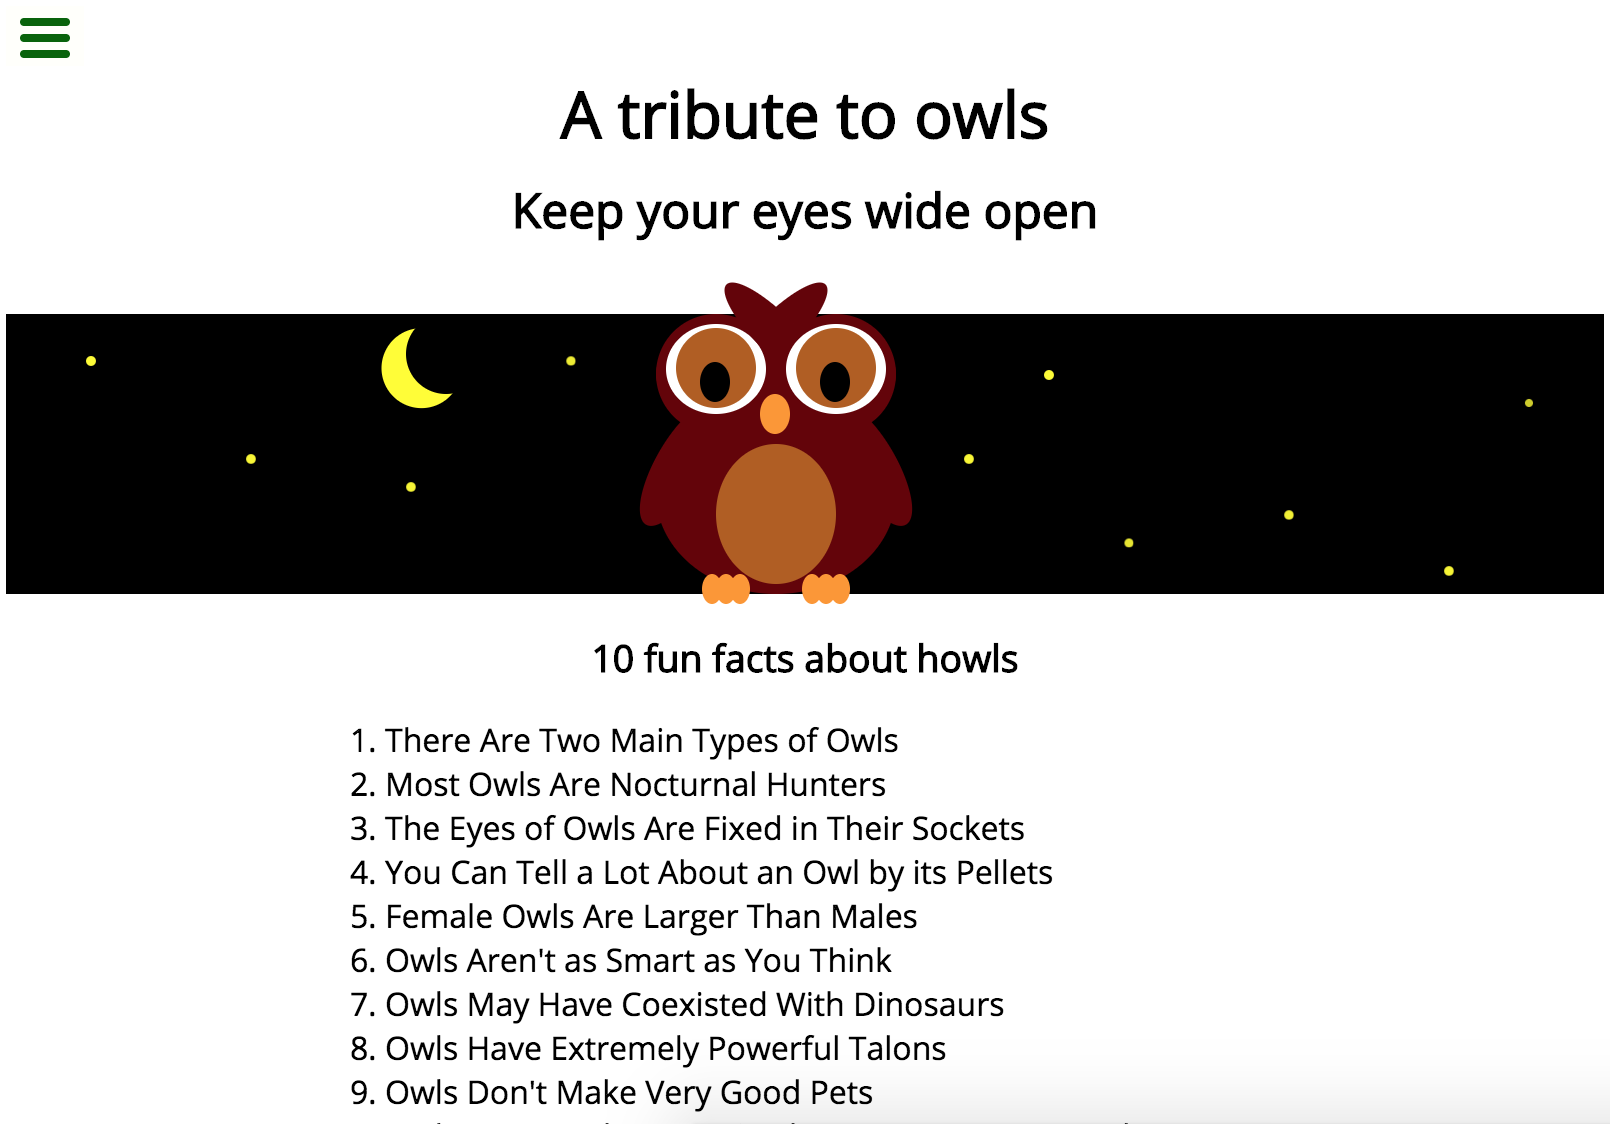 A tribute to owls
Keep your eyes wide open
10 fun facts about howls
1. There Are Two Main Types of Owls
2. Most Owls Are Nocturnal Hunters
3. The Eyes of Owls Are Fixed in Their Sockets
4. You Can Tell a Lot About an Owl by its Pellets
5. Female Owls Are Larger Than Males
6. Owls Aren't as Smart as You Think
7. Owls May Have Coexisted With Dinosaurs
8. Owls Have Extremely Powerful Talons
9. Owls Don't Make Very Good Pets